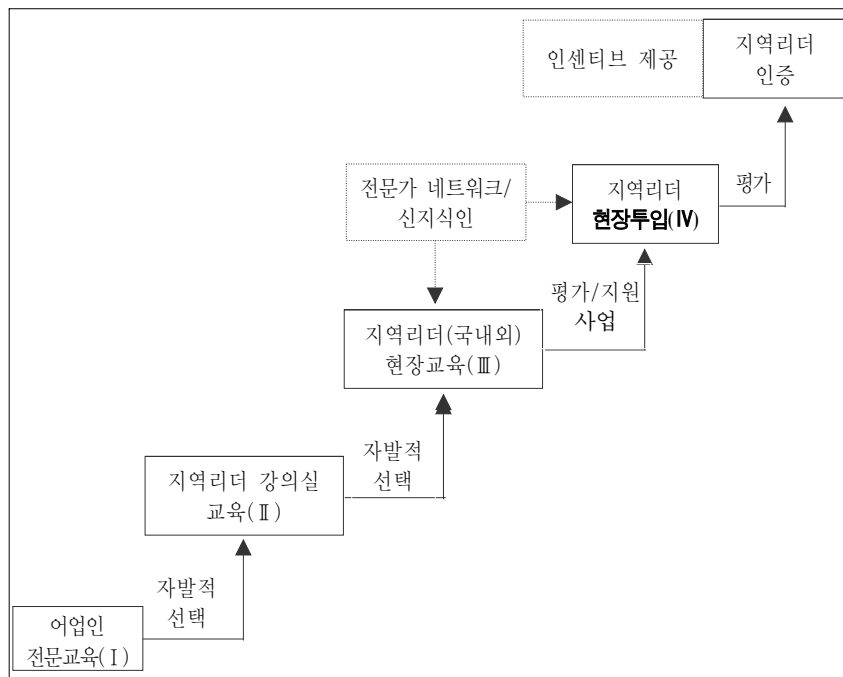 인센티브 제공
지역리더
인증
전문가 네트워크/
신지식인
지역리더
현장투입(Ⅳ)
평가
지역리더(국내외)
현장교육(Ⅲ)
평가/지원
사업
지역리더 강의실
교육(Ⅱ)
자발적
선택
어업인
전문교육(Ⅰ)
자발적
선택